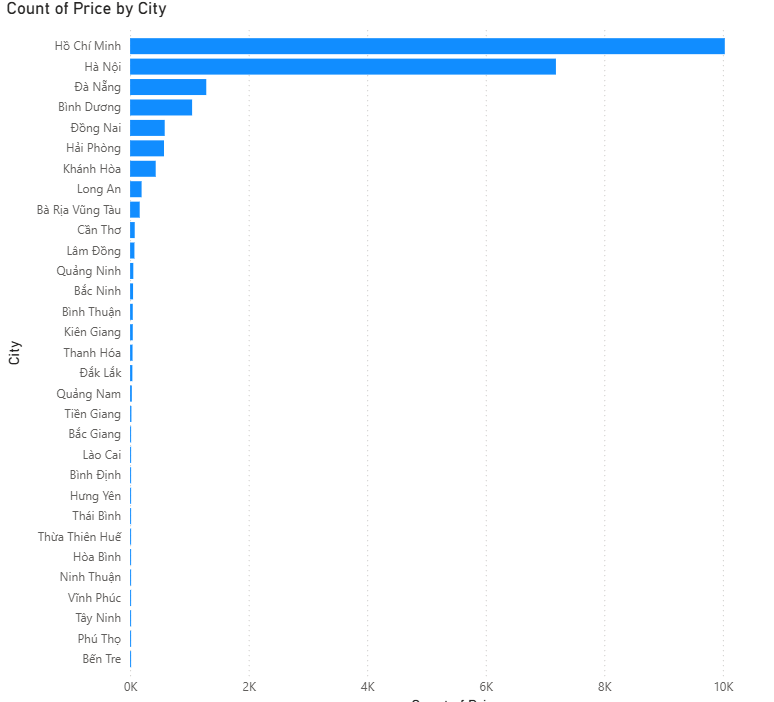 Count of Price by City
Hồ Chí Minh
Hà Nội
Đà Nẵng
Bình Dương
Đồng Nai
Hải Phòng
Khánh Hòa
Long An
Bà Rịa Vũng Tàu
Cần Thơ
Lâm Đồng
Quảng Ninh
Bắc Ninh
Bình Thuận
Kiên Giang
Thanh Hóa
Đắk Lắk
Quảng Nam
Tiền Giang
Bắc Giang
Lào Cai
Bình Định
Hưng Yên
Thái Bình
Thừa Thiên Huế
Hòa Bình
Ninh Thuận
Vĩnh Phúc
Tây Ninh
Phú Thọ
Bến Tre
City
0K 2K 4K 6K 8K 10K